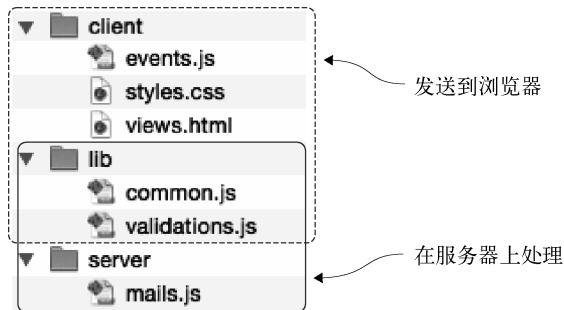 client
events.js
发送到浏览器
styles.css
views.html
lib
common.js
validations.js
server
在服务器上处理
mails.js